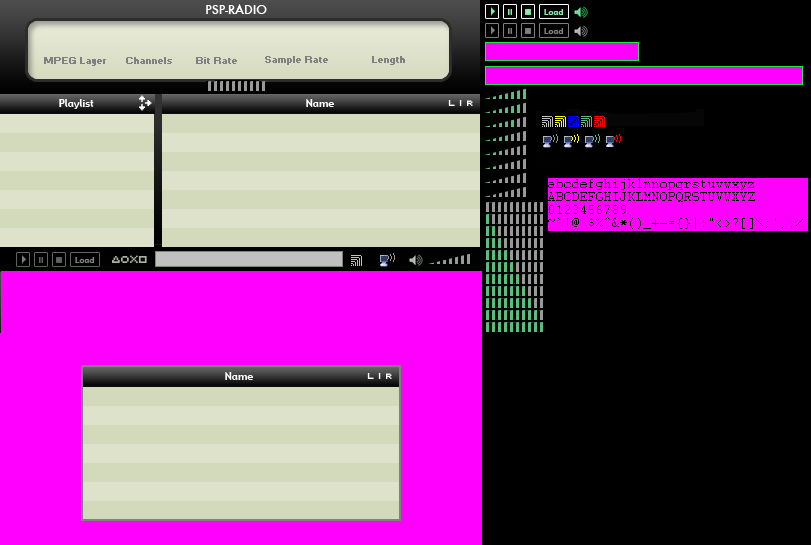 PSP-RADIO
MPEG Layer Channels Bit Rate Sample Rate Length
Playlist
Name L I R
Load
Name L I R
Load
Load
abcdefghijklmnopqrstuvwxyz
ABCDEFGHIJKLMNOPQRSTUVWXYZ
0123456789